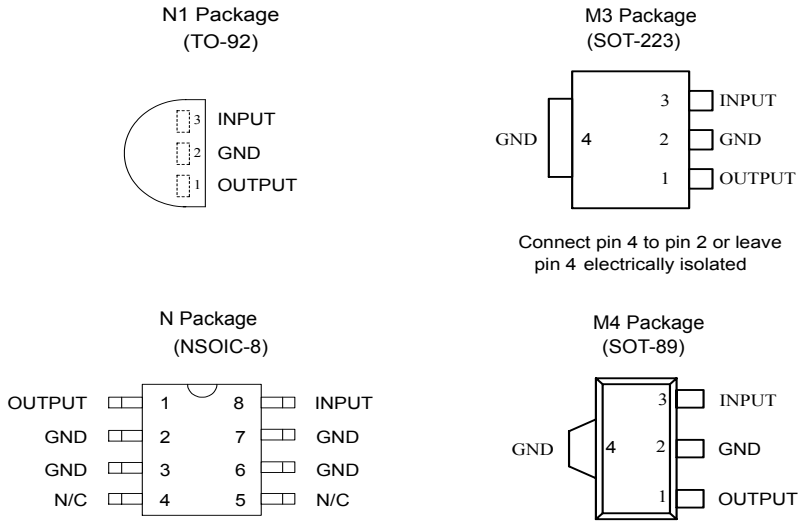 N1 Package
(TO-92)
3 INPUT
2 GND
1 OUTPUT
M3 Package
(SOT-223)
3 INPUT
GND 4 2 GND
1 OUTPUT
Connect pin 4 to pin 2 or leave
pin 4 electrically isolated
N Package
(NSOIC-8)
OUTPUT 1 8 INPUT
GND 2 7 GND
GND 3 6 GND
N/C 4 5 N/C
M4 Package
(SOT-89)
3 INPUT
GND 4 2 GND
1 OUTPUT